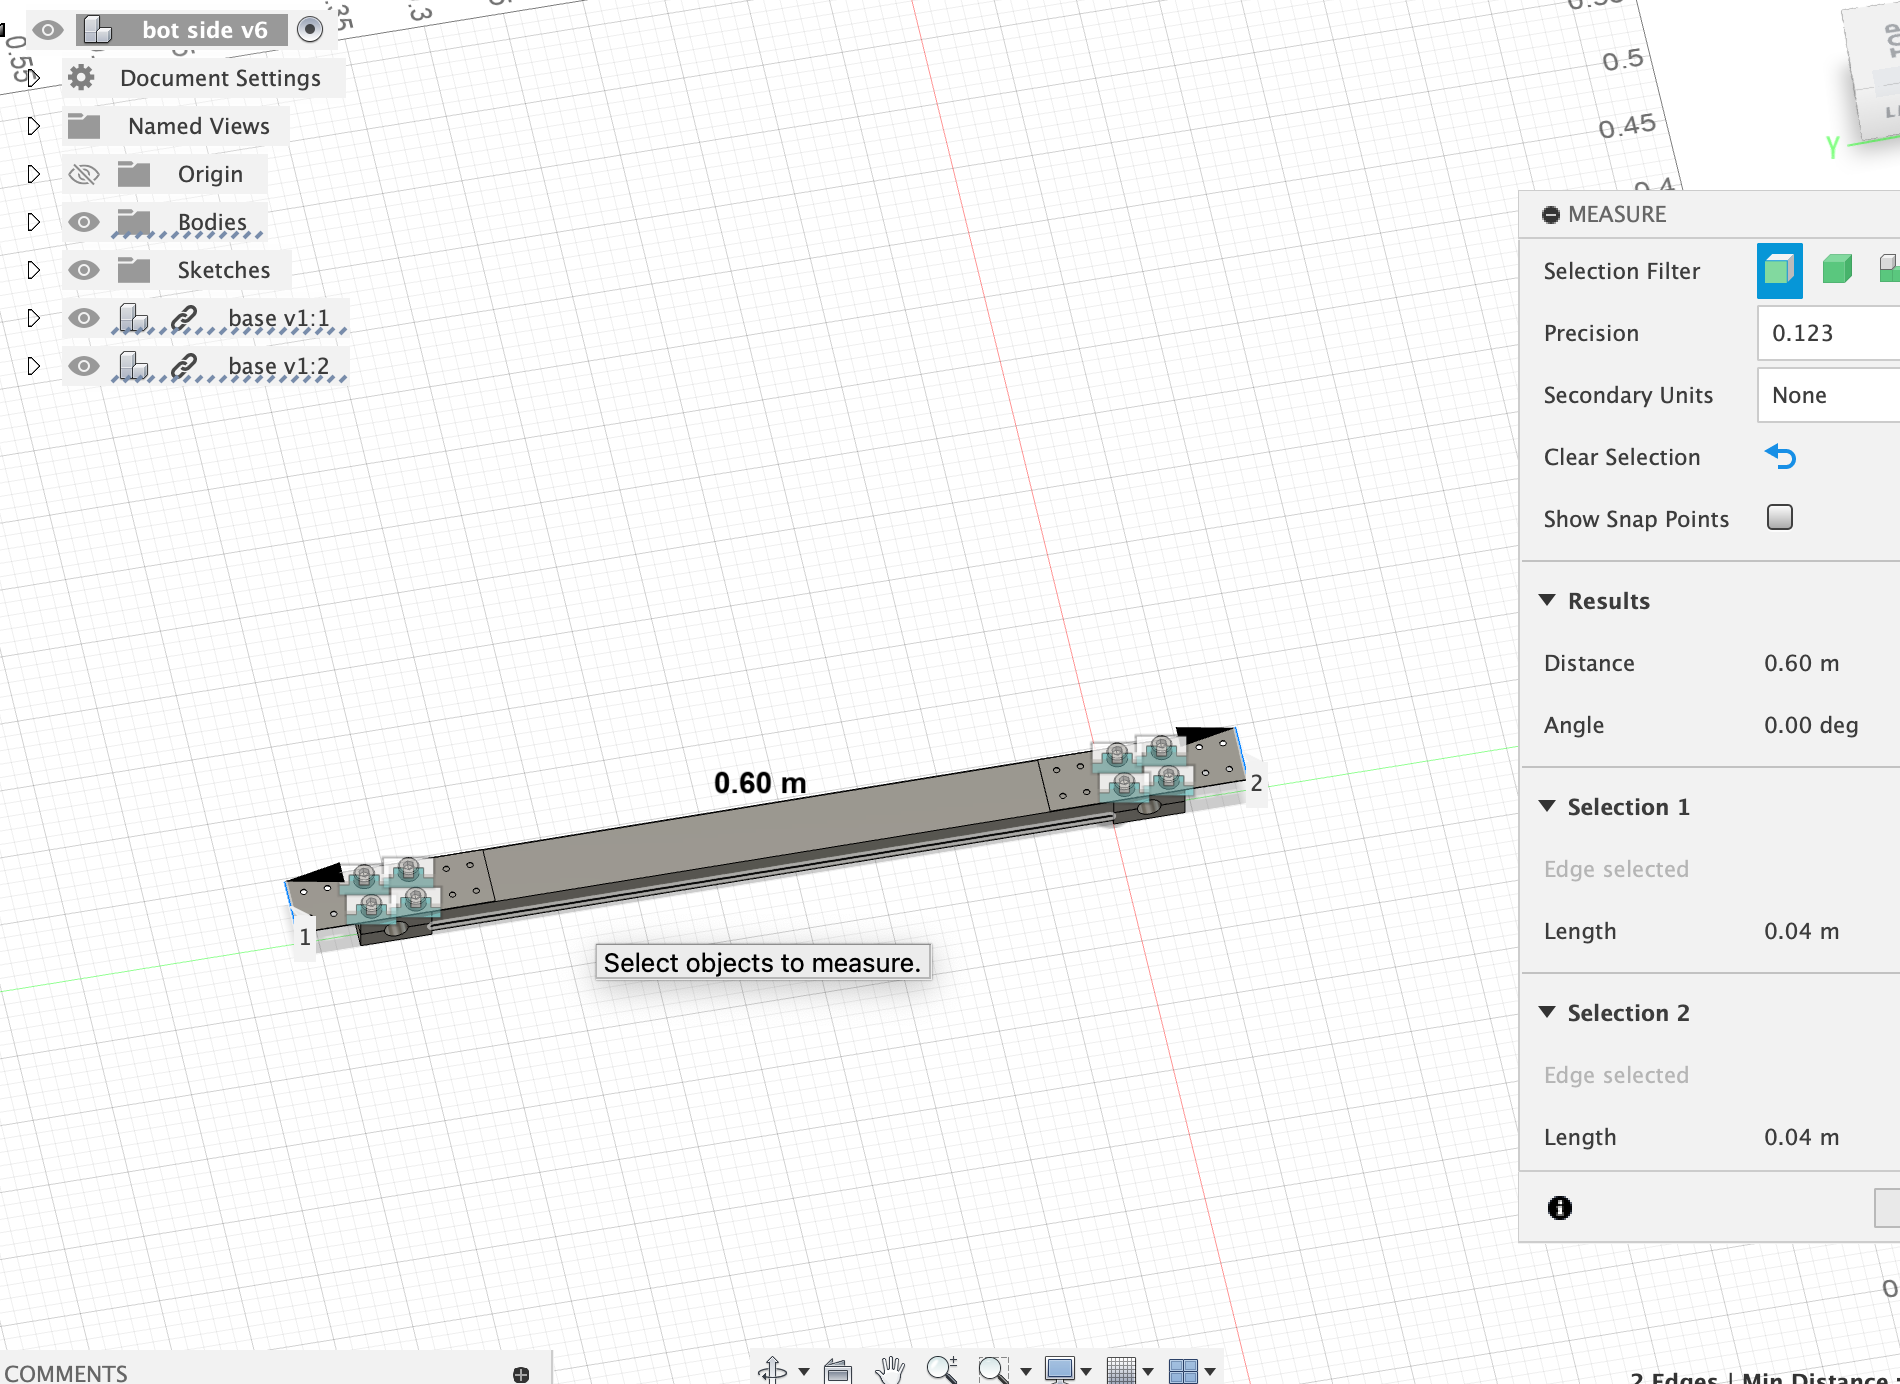 bot side v6
Document Settings
Named Views
Origin
Bodies
Sketches
base v1:1
base v1:2
0.55
0.35
0.3
0.5
0.45
0.4
Y
MEASURE
Selection Filter
Precision
0.123
Secondary Units
None
Clear Selection
Show Snap Points
Results
Distance
0.60 m
Angle
0.00 deg
Selection 1
Edge selected
Length
0.04 m
Selection 2
Edge selected
Length
0.04 m
0.60 m
1
2
Select objects to measure.
COMMENTS
2 Edges | Min Distance :